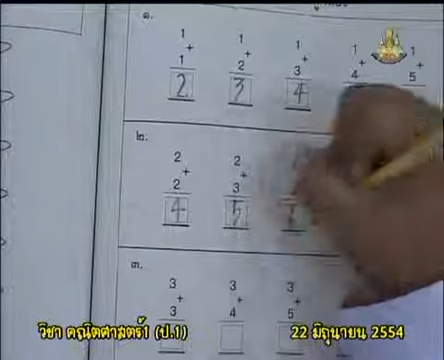 ๑.
1 1 1 1 1
+ + + + +
1 2 3 4 5
2 3 4
๒.
2 2
+ +
2 3
4 5
๓.
3 3 3
+ + +
3 4 5
วิชา คณิตศาสตร์1 (ป.1) 22 มิถุนายน 2554